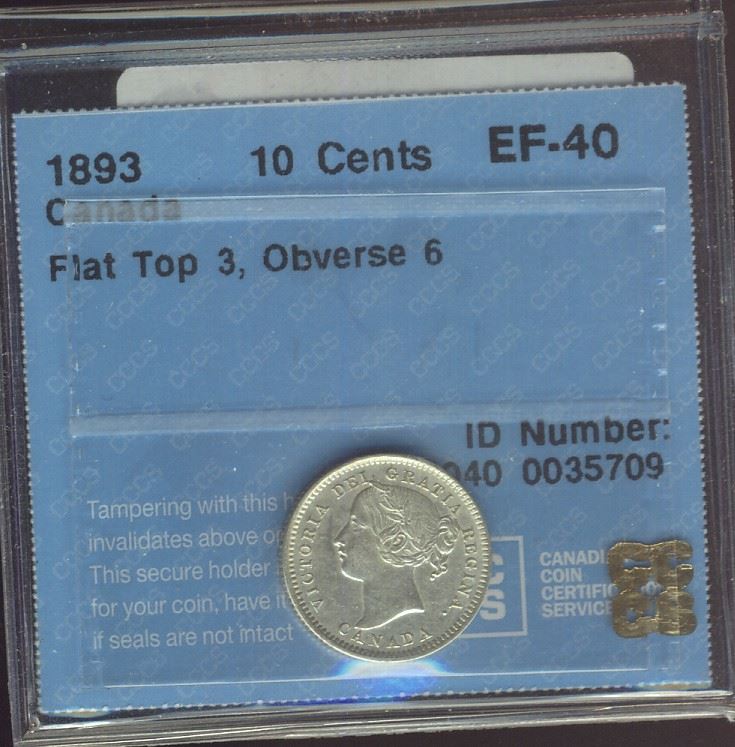 1893 10 Cents EF-40
Canada
Flat Top 3, Obverse 6
ID Number:
040 0035709
Tampering with this
invalidates above
This secure holder
for your coin, have it
if seals are not intact
VICTORIA DEI GRATIA REGINA.
CANADA
COIN
SERVICE